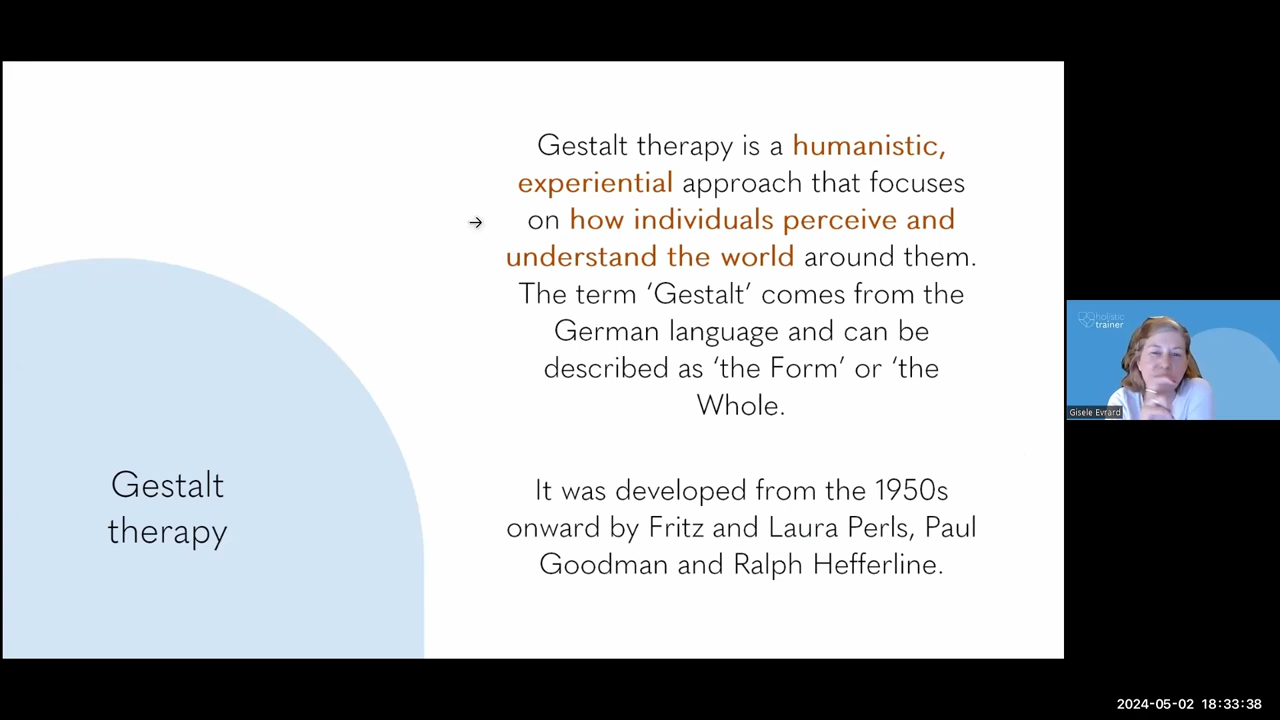 Gestalt therapy is a humanistic,
experiential approach that focuses
on how individuals perceive and
understand the world around them.
The term ‘Gestalt’ comes from the
German language and can be
described as ‘the Form’ or ‘the
Whole.
It was developed from the 1950s
onward by Fritz and Laura Perls, Paul
Goodman and Ralph Hefferline.
Gestalt
therapy
holistic
trainer
Gisele Evrard
2024-05-02 18:33:38